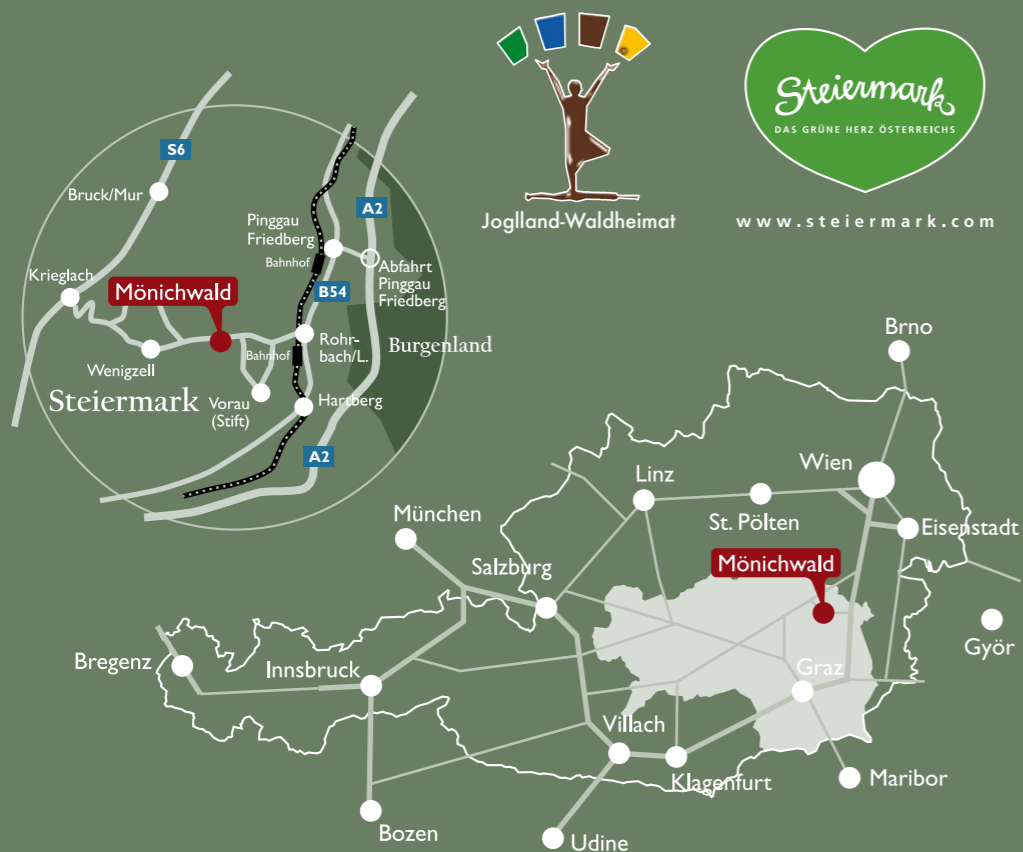 Joglland-Waldheimat
Steiermark
DAS GRÜNE HERZ ÖSTERREICHS
www.steiermark.com
S6
Bruck/Mur
A2
Pinggau
Friedberg
Bahnhof
Abfahrt
Pinggau
Friedberg
Krieglach
Mönichwald
B54
Rohr-
bach/L.
Bahnhof
Burgenland
Wenigzell
Steiermark
Vorau
(Stift)
Hartberg
A2
Brno
Wien
Linz
St. Pölten
Eisenstadt
München
Salzburg
Mönichwald
Györ
Bregenz
Innsbruck
Graz
Villach
Klagenfurt
Maribor
Bozen
Udine